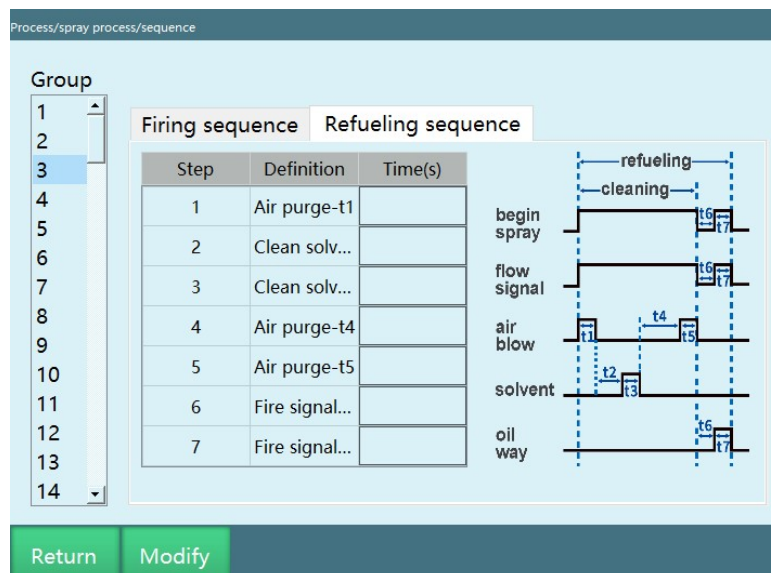 Process/spray process/sequence
Group
1
2
3
4
5
6
7
8
9
10
11
12
13
14
Firing sequence Refueling sequence
Step Definition Time(s)
1 Air purge-t1
2 Clean solv...
3 Clean solv...
4 Air purge-t4
5 Air purge-t5
6 Fire signal...
7 Fire signal...
refueling
cleaning
begin
spray
t6
t7
flow
signal
t6
t7
air
blow
t1
t4
t5
solvent
t2
t3
oil
way
t6
t7
Return Modify